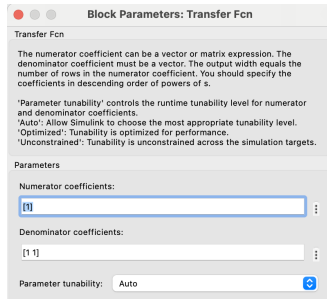 Block Parameters: Transfer Fcn
Transfer Fcn
The numerator coefficient can be a vector or matrix expression. The
denominator coefficient must be a vector. The output width equals the
number of rows in the numerator coefficient. You should specify the
coefficients in descending order of powers of s.
'Parameter tunability' controls the runtime tunability level for numerator
and denominator coefficients.
'Auto': Allow Simulink to choose the most appropriate tunability level.
'Optimized': Tunability is optimized for performance.
'Unconstrained': Tunability is unconstrained across the simulation targets.
Parameters
Numerator coefficients:
[1]
Denominator coefficients:
[1 1]
Parameter tunability: Auto